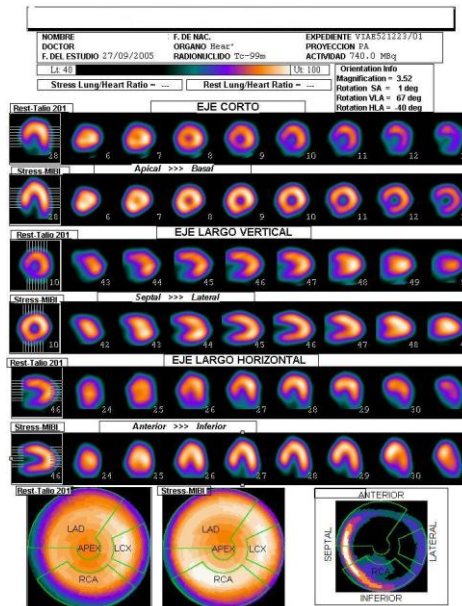 NOMBRE F. DE NAC. EXPEDIENTE VIAE521223/01
DOCTOR ORGANO Hear* PROYECCION PA
F. DEL ESTUDIO 27/09/2005 RADIONUCLIDO Tc-99m ACTIVIDAD 740.0 MBq
Lt: 40 Ut: 100 Orientation Info
Magnification = 3.52
Stress Lung/Heart Ratio = --- Rest Lung/Heart Ratio = --- Rotation SA = 1 deg
Rotation VLA = 67 deg
Rotation HLA = -40 deg
Rest-Talio 201 EJE CORTO
28 6 7 8 9 10 11 12
Stress-MIBI Apical >>> Basal
28 6 7 8 9 10 11 12
Rest-Talio 201 EJE LARGO VERTICAL
10 43 44 45 46 47 48
Stress-MIBI Septal >>> Lateral
10 42 43 44 45 46 47 48
Rest-Talio 201 EJE LARGO HORIZONTAL
46 24 25 26 27 28 29 30
Stress-MIBI Anterior >>> Inferior
46 24 25 26 27 28 29 30
Rest-Talio 201 Stress-MIBI ANTERIOR
LAD LCX APEX RCA
LAD LCX APEX RCA
SEPTAL RCA LATERAL
INFERIOR